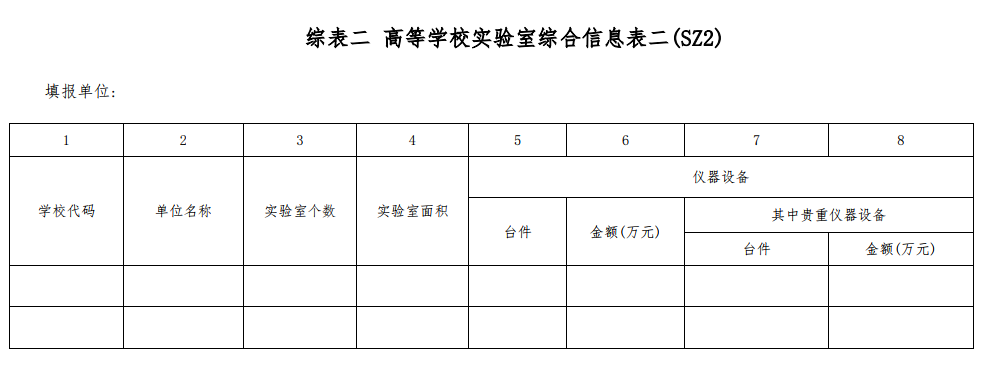 综表二 高等学校实验室综合信息表二(SZ2)
填报单位：
1 2 3 4 5 6 7 8
仪器设备
学校代码 单位名称 实验室个数 实验室面积 台件 金额(万元) 其中贵重仪器设备
台件 金额(万元)